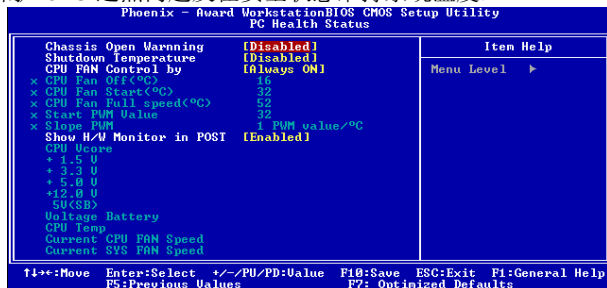 Phoenix - Award WorkstationBIOS CMOS Setup Utility
PC Health Status
Chassis Open Warnning [Disabled]
Shutdown Temperature [Disabled]
CPU FAN Control by [Always ON]
x CPU Fan Off(°C) 16
x CPU Fan Start(°C) 32
x CPU Fan Full speed(°C) 52
x Start PWM Value 32
x Slope PWM 1 PWM value/°C
Show H/W Monitor in POST [Enabled]
CPU Vcore
+ 1.5 V
+ 3.3 V
+ 5.0 V
+12.0 V
5V(SB)
Voltage Battery
CPU Temp
Current CPU FAN Speed
Current SYS FAN Speed
Item Help
Menu Level ►
↑↓→←:Move Enter:Select +/-/PU/PD:Value F10:Save ESC:Exit F1:General Help
F5:Previous Values F7: Optimized Defaults